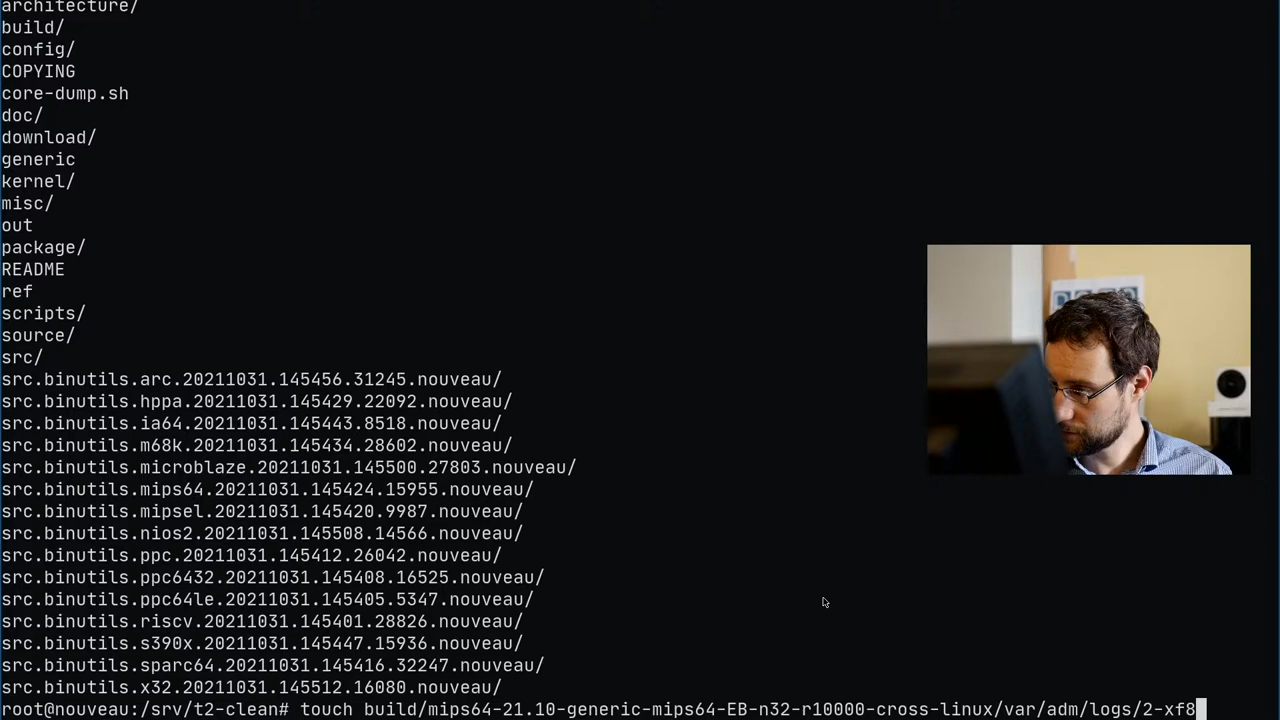 architecture/
build/
config/
COPYING
core-dump.sh
doc/
download/
generic
kernel/
misc/
out
package/
README
ref
scripts/
source/
src/
src.binutils.arc.20211031.145456.31245.nouveau/
src.binutils.hppa.20211031.145429.22092.nouveau/
src.binutils.ia64.20211031.145443.8518.nouveau/
src.binutils.m68k.20211031.145434.28602.nouveau/
src.binutils.microblaze.20211031.145500.27803.nouveau/
src.binutils.mips64.20211031.145424.15955.nouveau/
src.binutils.mipsel.20211031.145420.9987.nouveau/
src.binutils.nios2.20211031.145508.14566.nouveau/
src.binutils.ppc.20211031.145412.26042.nouveau/
src.binutils.ppc6432.20211031.145408.16525.nouveau/
src.binutils.ppc64le.20211031.145405.5347.nouveau/
src.binutils.riscv.20211031.145401.28826.nouveau/
src.binutils.s390x.20211031.145447.15936.nouveau/
src.binutils.sparc64.20211031.145416.32247.nouveau/
src.binutils.x32.20211031.145512.16080.nouveau/
root@nouveau:/srv/t2-clean# touch build/mips64-21.10-generic-mips64-EB-n32-r10000-cross-linux/var/adm/logs/2-xf8